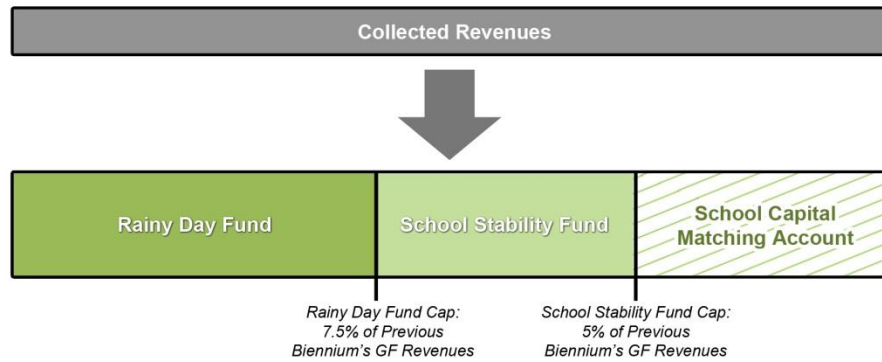 Collected Revenues
Rainy Day Fund
School Stability Fund
School Capital
Matching Account
Rainy Day Fund Cap:
7.5% of Previous
Biennium's GF Revenues
School Stability Fund Cap:
5% of Previous
Biennium's GF Revenues